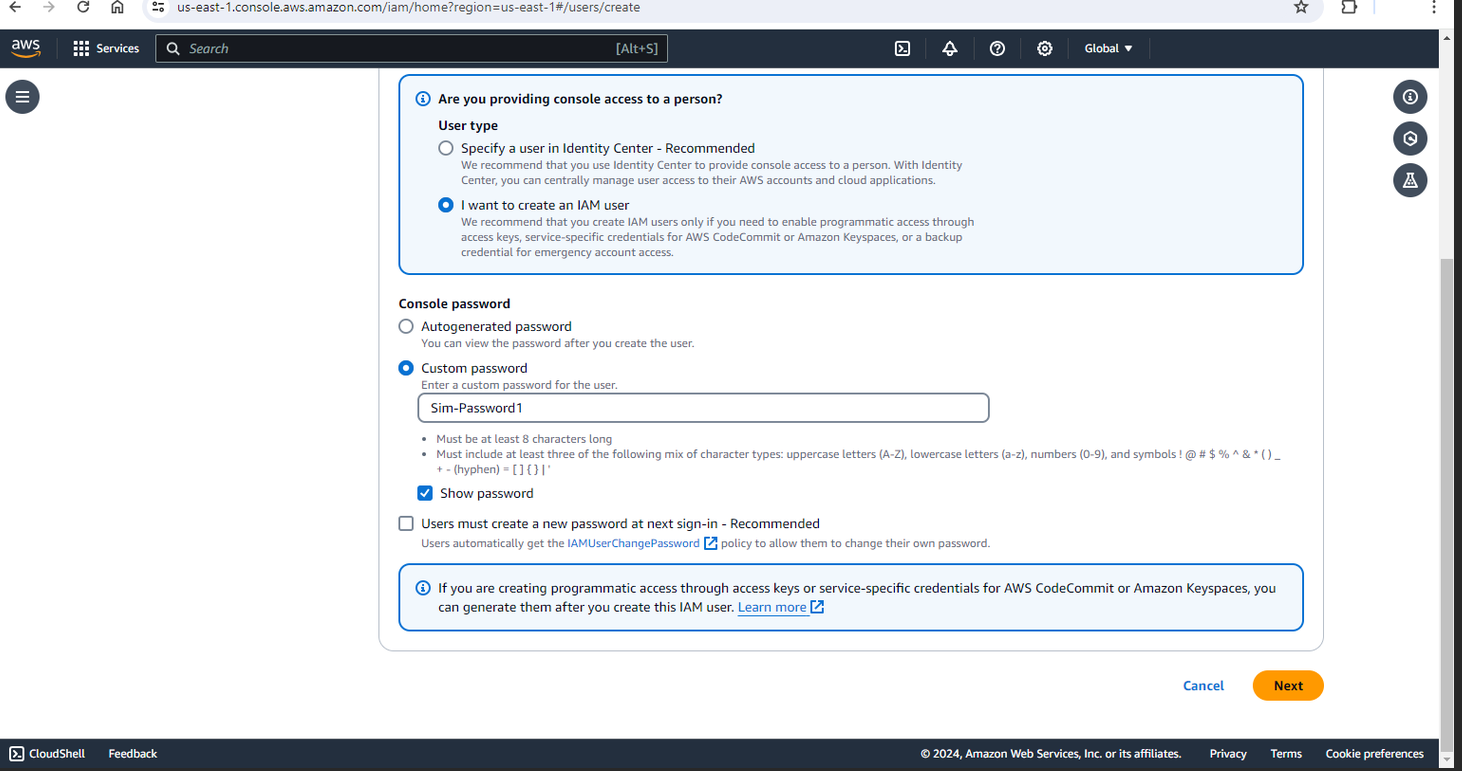 us-east-1.console.aws.amazon.com/iam/home?region=us-east-1#/users/create
aws Services Search [Alt+S] Global
Are you providing console access to a person?
User type
Specify a user in Identity Center - Recommended
We recommend that you use Identity Center to provide console access to a person. With Identity
Center, you can centrally manage user access to their AWS accounts and cloud applications.
I want to create an IAM user
We recommend that you create IAM users only if you need to enable programmatic access through
access keys, service-specific credentials for AWS CodeCommit or Amazon Keyspaces, or a backup
credential for emergency account access.
Console password
Autogenerated password
You can view the password after you create the user.
Custom password
Enter a custom password for the user.
Sim-Password1
• Must be at least 8 characters long
• Must include at least three of the following mix of character types: uppercase letters (A-Z), lowercase letters (a-z), numbers (0-9), and symbols ! @ # $ % ^ & * ( ) _
+ - (hyphen) = [ ] { } | '
Show password
Users must create a new password at next sign-in - Recommended
Users automatically get the IAMUserChangePassword policy to allow them to change their own password.
If you are creating programmatic access through access keys or service-specific credentials for AWS CodeCommit or Amazon Keyspaces, you
can generate them after you create this IAM user. Learn more
Cancel Next
CloudShell Feedback © 2024, Amazon Web Services, Inc. or its affiliates. Privacy Terms Cookie preferences